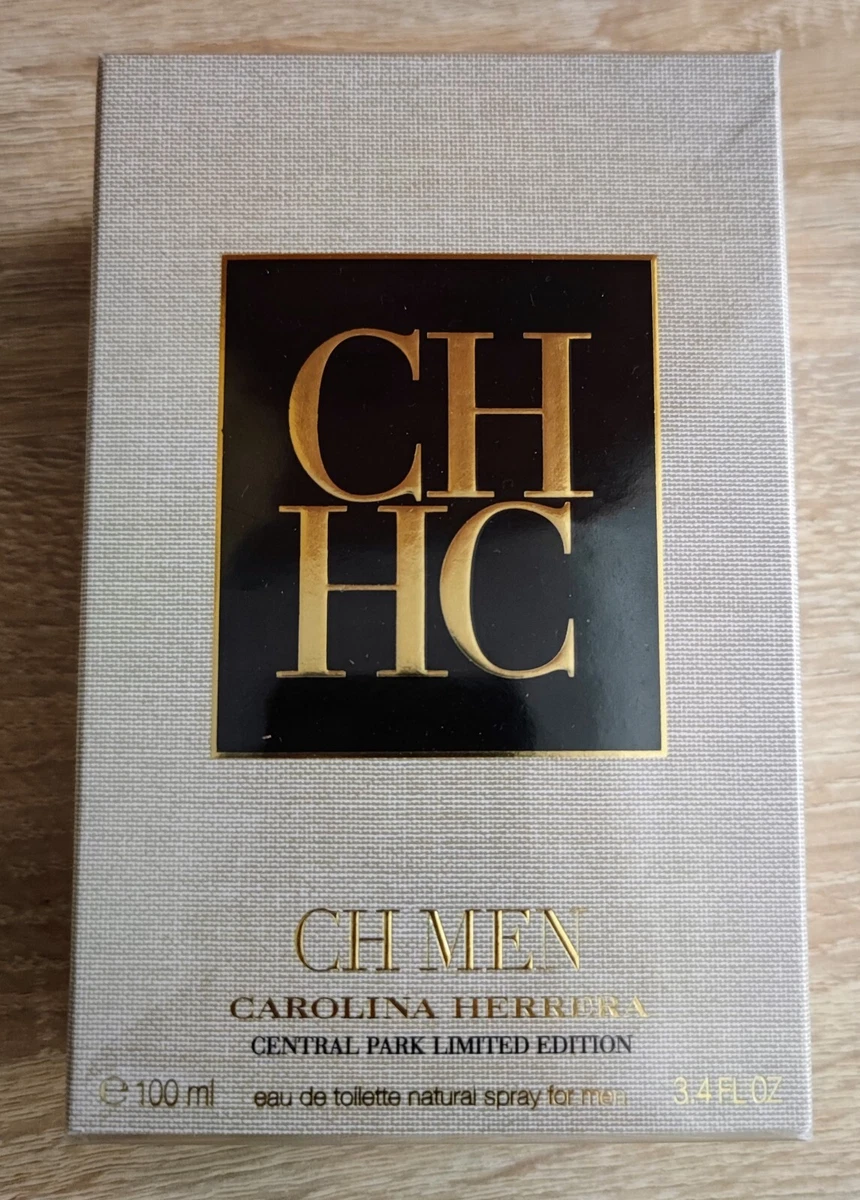 CH
HC
CH MEN
CAROLINA HERRERA
CENTRAL PARK LIMITED EDITION
℮ 100 ml eau de toilette natural spray for men 3.4 FL OZ